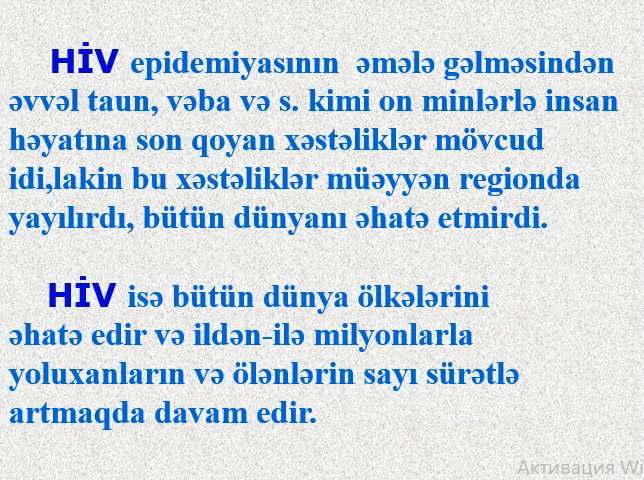 HİV epidemiyasının əmələ gəlməsindən
əvvəl taun, vəba və s. kimi on minlərlə insan
həyatına son qoyan xəstəliklər mövcud
idi,lakin bu xəstəliklər müəyyən regionda
yayılırdı, bütün dünyanı əhatə etmirdi.
HİV isə bütün dünya ölkələrini
əhatə edir və ildən-ilə milyonlarla
yoluxanların və ölənlərin sayı sürətlə
artmaqda davam edir.
Активация Wi